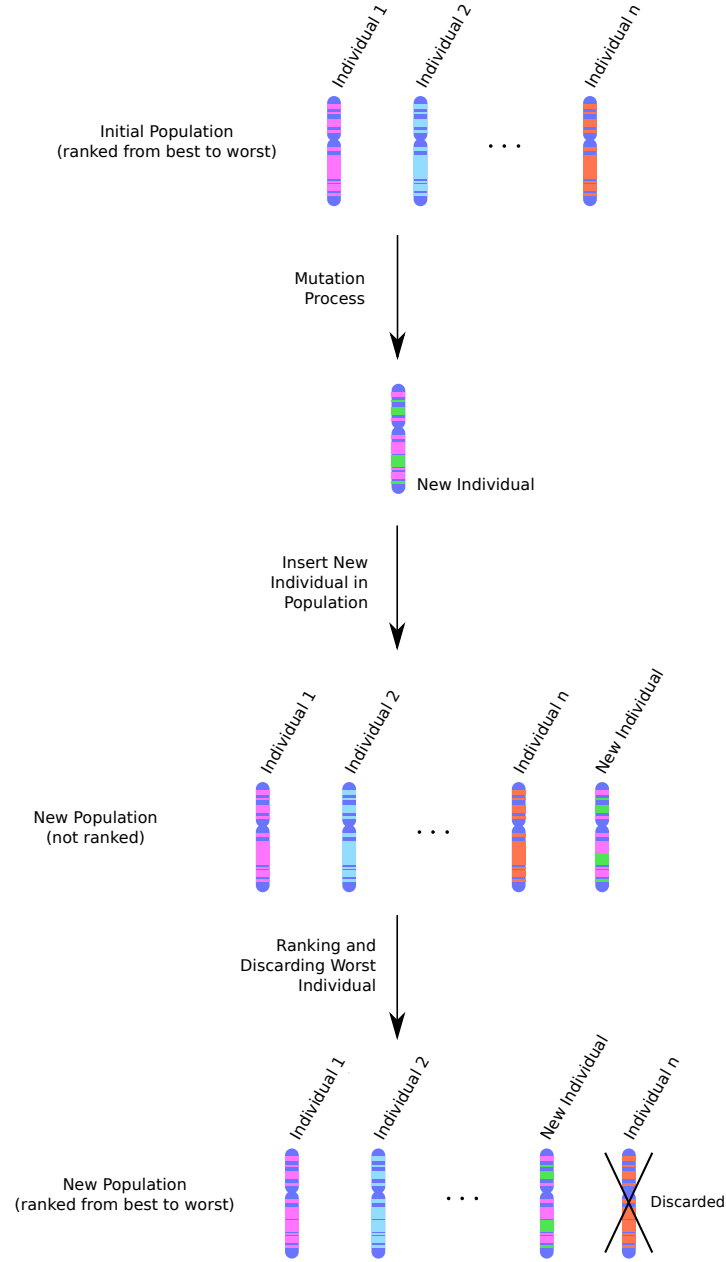 Individual 1
Individual 2
Individual n
Initial Population
(ranked from best to worst)
. . .
Mutation
Process
New Individual
Insert New
Individual in
Population
Individual 1
Individual 2
Individual n
New Individual
New Population
(not ranked)
. . .
Ranking and
Discarding Worst
Individual
Individual 1
Individual 2
New Individual
Individual n
New Population
(ranked from best to worst)
. . .
Discarded